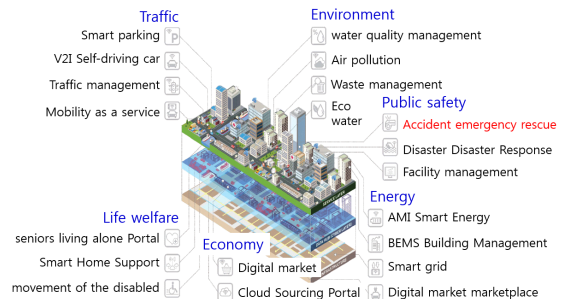 Traffic
Smart parking
V2I Self-driving car
Traffic management
Mobility as a service
Environment
water quality management
Air pollution
Waste management
Eco
water
Public safety
Accident emergency rescue
Disaster Disaster Response
Facility management
Energy
AMI Smart Energy
BEMS Building Management
Smart grid
Digital market marketplace
Life welfare
seniors living alone Portal
Smart Home Support
movement of the disabled
Economy
Digital market
Cloud Sourcing Portal